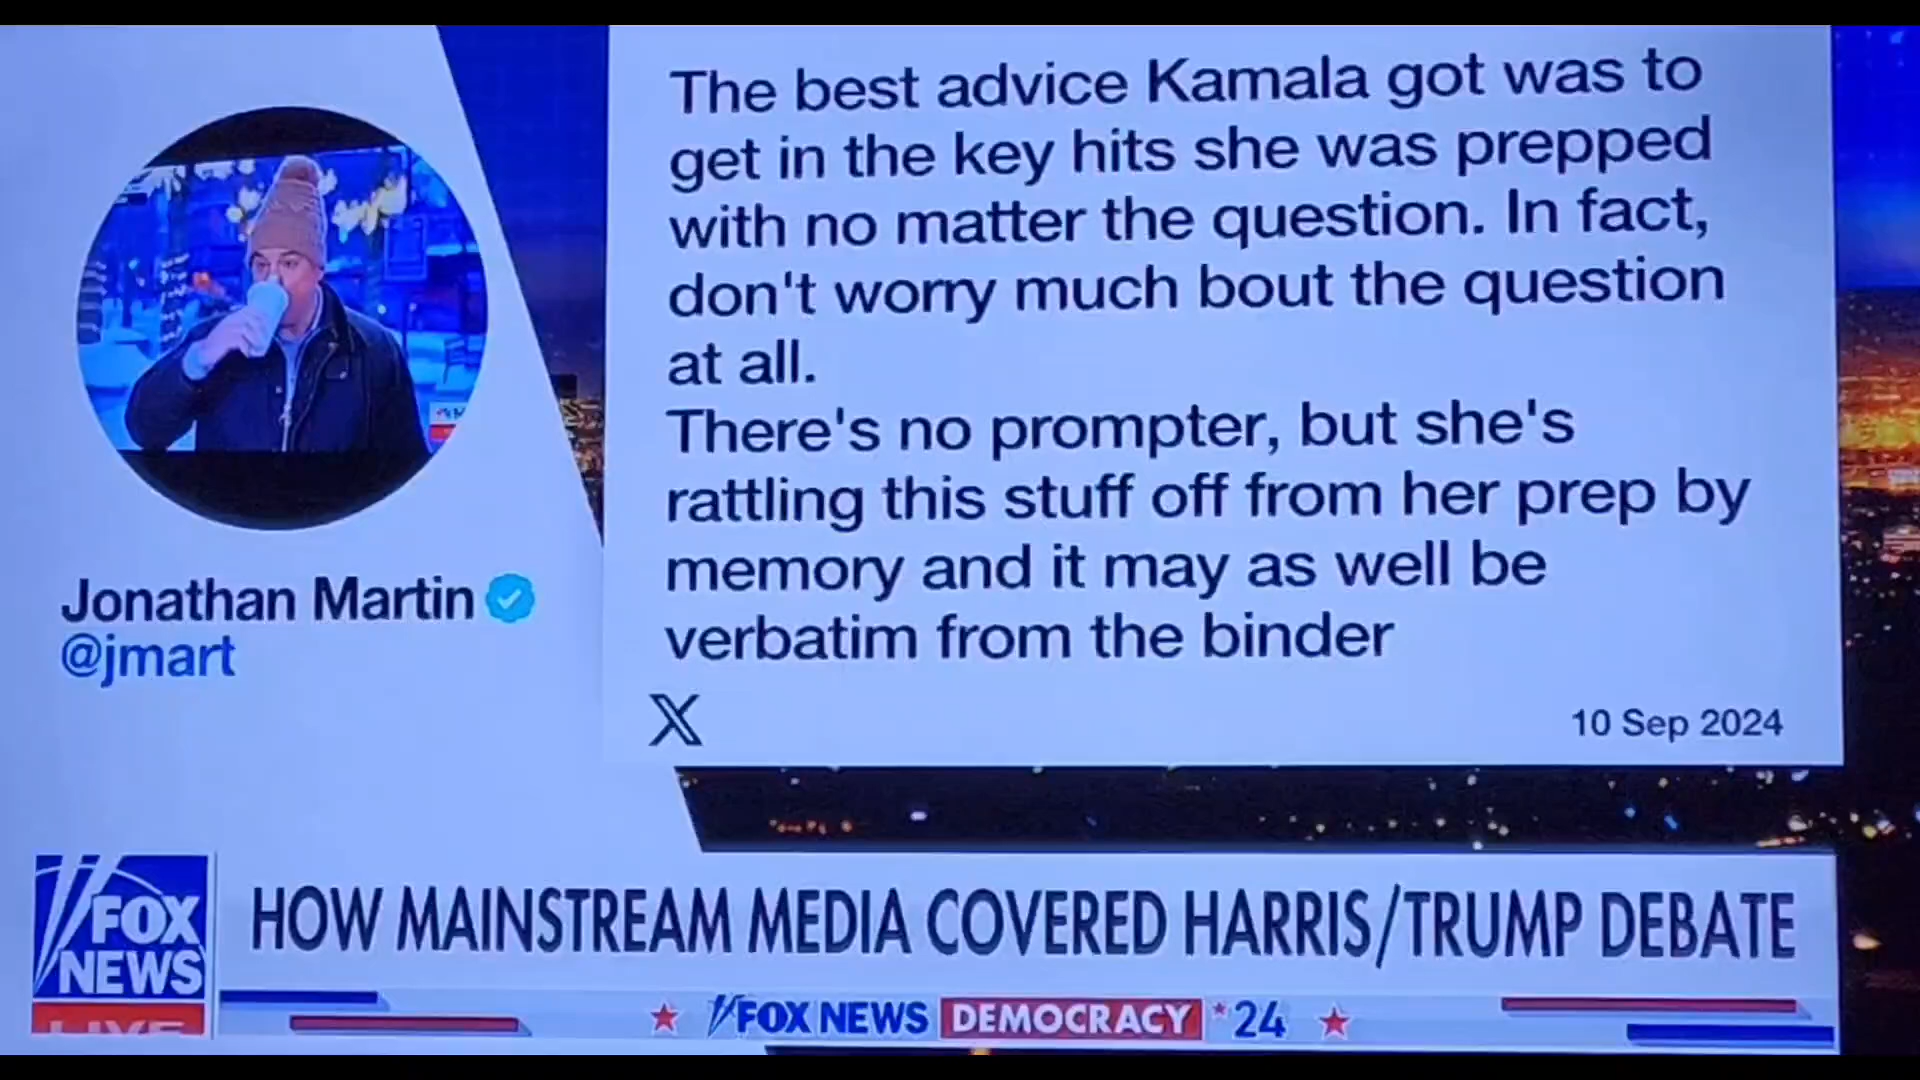 The best advice Kamala got was to
get in the key hits she was prepped
with no matter the question. In fact,
don't worry much bout the question
at all.
There's no prompter, but she's
rattling this stuff off from her prep by
memory and it may as well be
verbatim from the binder
X
10 Sep 2024
Jonathan Martin
@jmart
FOX
NEWS
LIVE
HOW MAINSTREAM MEDIA COVERED HARRIS/TRUMP DEBATE
FOX NEWS DEMOCRACY '24